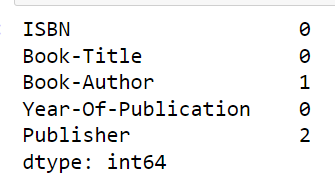 ISBN 0
Book-Title 0
Book-Author 1
Year-Of-Publication 0
Publisher 2
dtype: int64